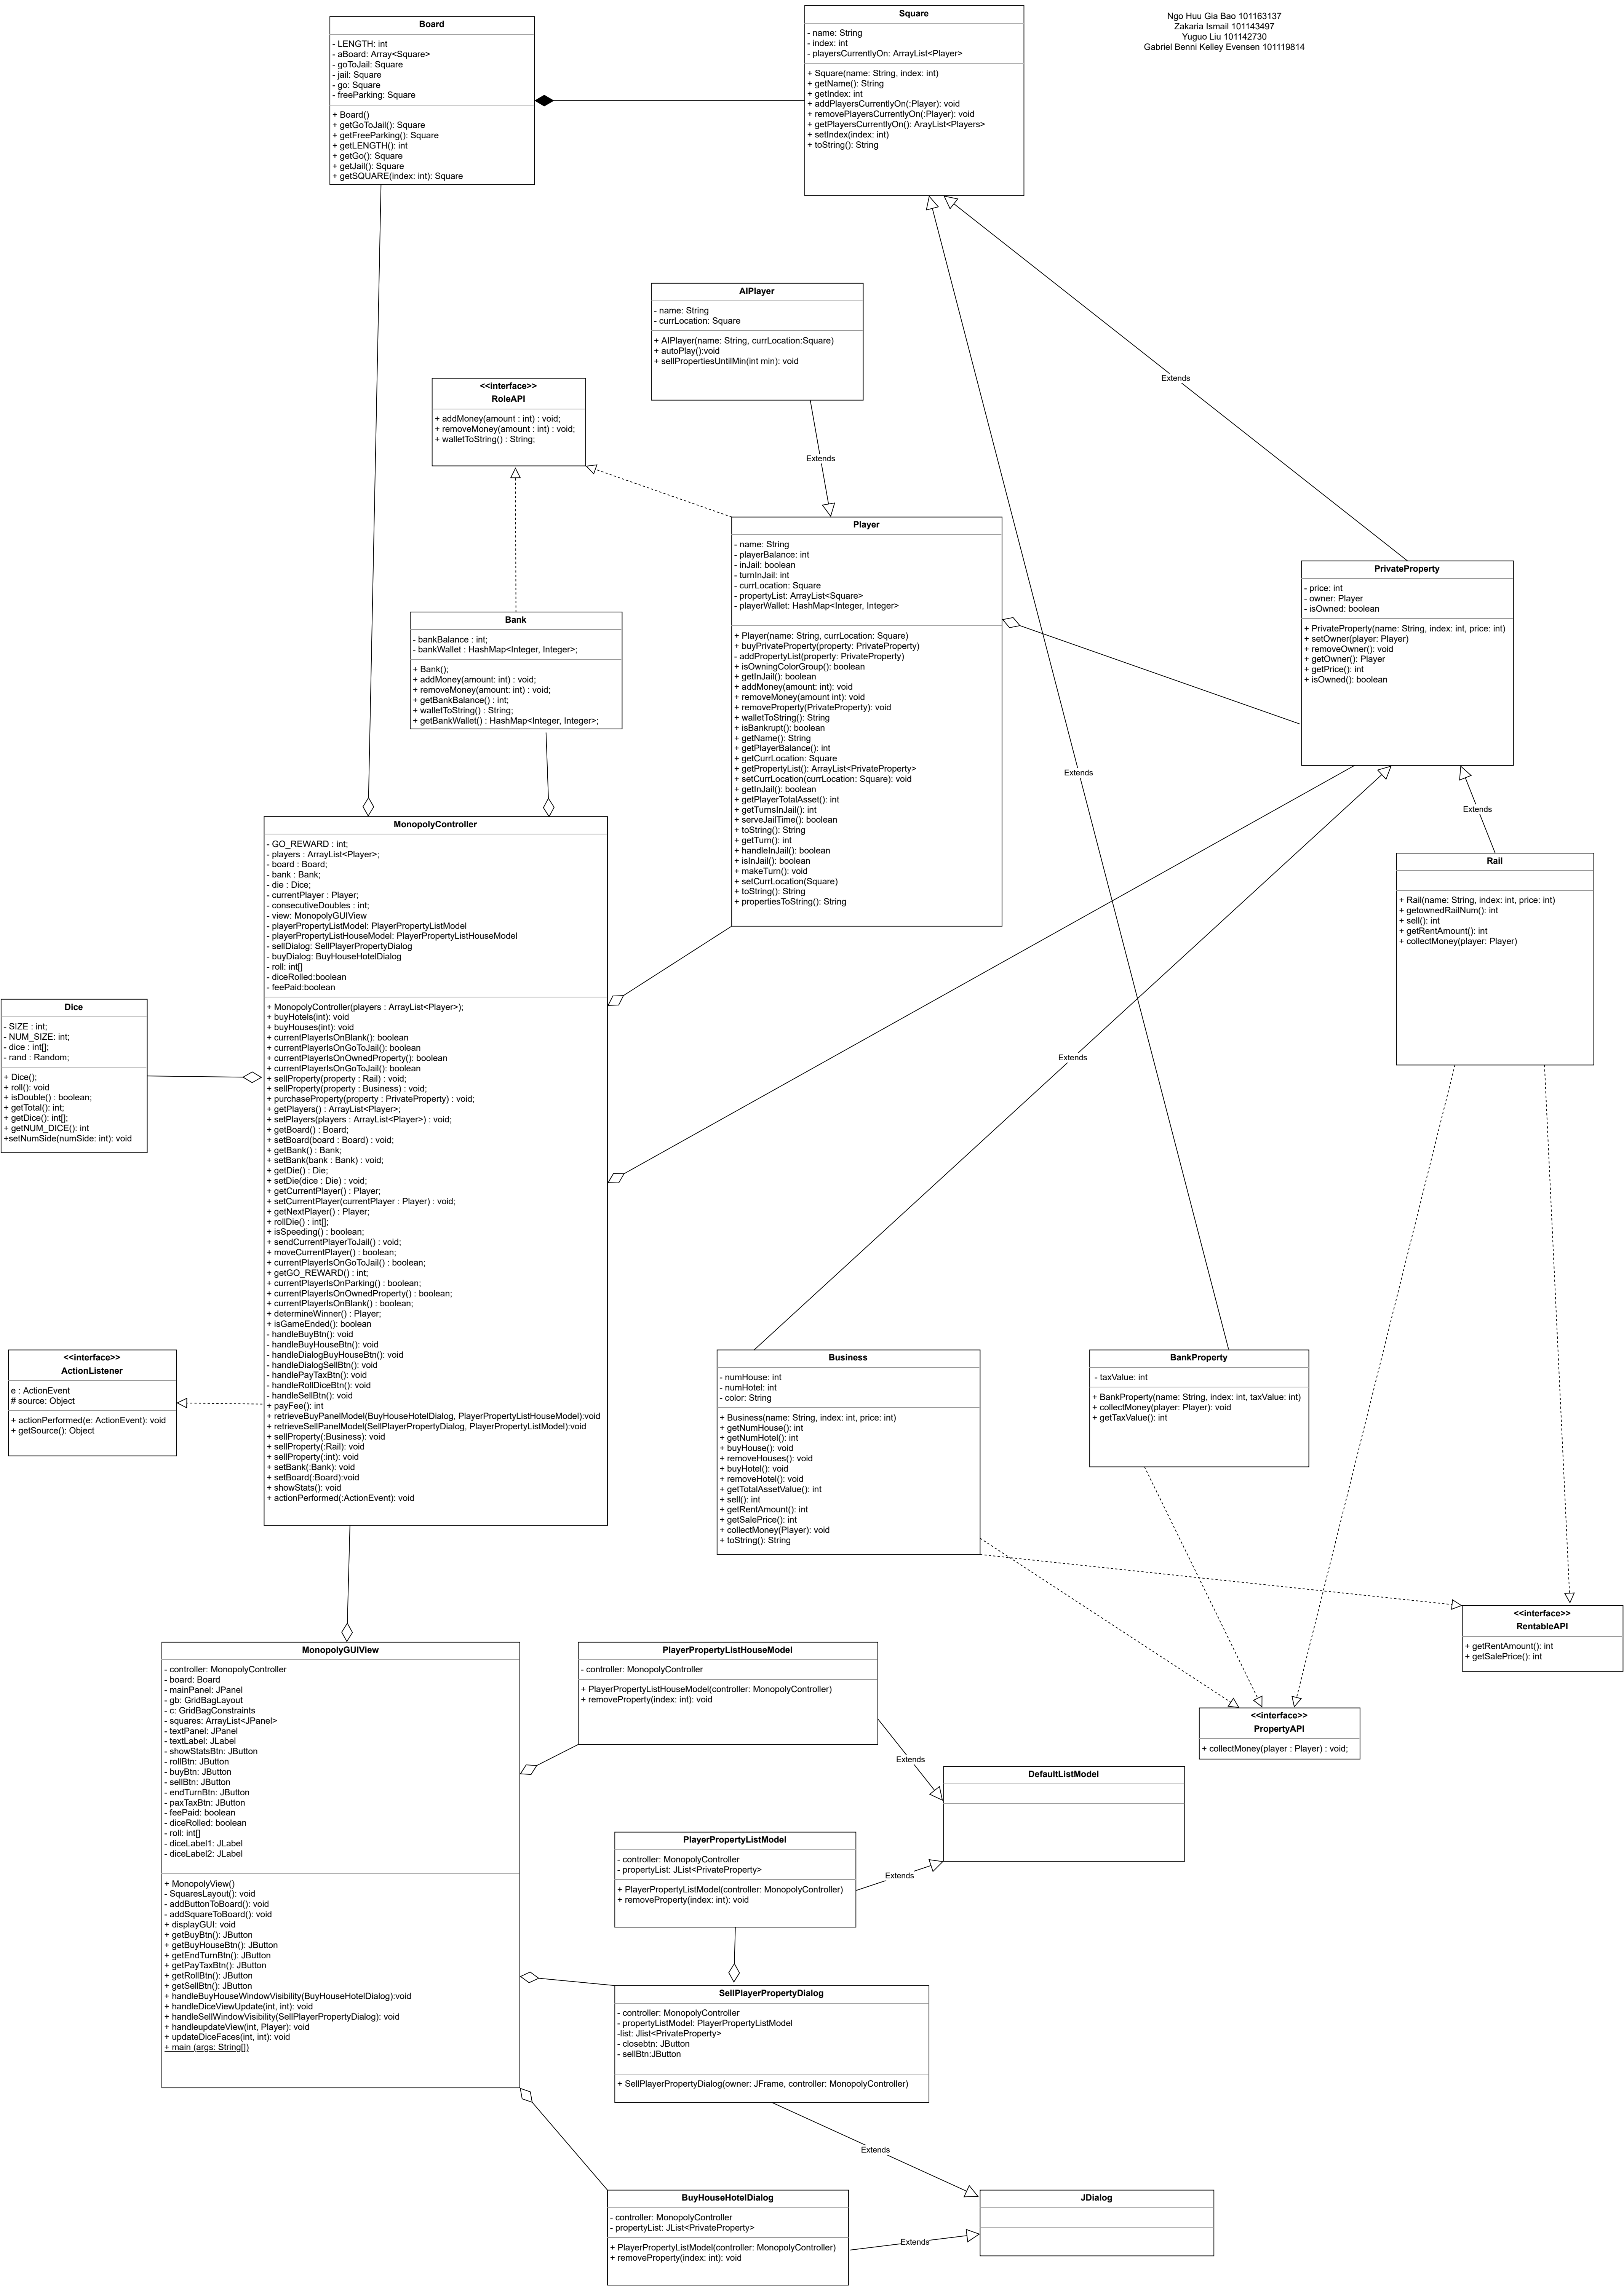 Board
- LENGTH: int
- aBoard: Array<Square>
- goToJail: Square
- jail: Square
- go: Square
- freeParking: Square
+ Board()
+ getGoToJail(): Square
+ getFreeParking(): Square
+ getLENGTH(): int
+ getGo(): Square
+ getJail(): Square
+ getSQUARE(index: int): Square
Square
- name: String
- index: int
- playersCurrentlyOn: ArrayList<Player>
+ Square(name: String, index: int)
+ getName(): String
+ getIndex: int
+ addPlayersCurrentlyOn(:Player): void
+ removePlayersCurrentlyOn(:Player): void
+ getPlayersCurrentlyOn(): ArayList<Players>
+ setIndex(index: int)
+ toString(): String
Ngo Huu Gia Bao 101163137
Zakaria Ismail 101143497
Yuguo Liu 101142730
Gabriel Benni Kelley Evensen 101119814
AIPlayer
- name: String
- currLocation: Square
+ AIPlayer(name: String, currLocation:Square)
+ autoPlay():void
+ sellPropertiesUntilMin(int min): void
Extends
<<interface>>
RoleAPI
+ addMoney(amount : int) : void;
+ removeMoney(amount : int) : void;
+ walletToString() : String;
Extends
Player
- name: String
- playerBalance: int
- inJail: boolean
- turnInJail: int
- currLocation: Square
- propertyList: ArrayList<Square>
- playerWallet: HashMap<Integer, Integer>
+ Player(name: String, currLocation: Square)
+ buyPrivateProperty(property: PrivateProperty)
- addPropertyList(property: PrivateProperty)
+ isOwningColorGroup(): boolean
+ getInJail(): boolean
+ addMoney(amount: int): void
+ removeMoney(amount int): void
+ removeProperty(PrivateProperty): void
+ walletToString(): String
+ isBankrupt(): boolean
+ getName(): String
+ getPlayerBalance(): int
+ getCurrLocation: Square
+ getPropertyList(): ArrayList<PrivateProperty>
+ setCurrLocation(currLocation: Square): void
+ getInJail(): boolean
+ getPlayerTotalAsset(): int
+ getTurnsInJail(): int
+ serveJailTime(): boolean
+ toString(): String
+ getTurn(): int
+ handleInJail(): boolean
+ isInJail(): boolean
+ makeTurn(): void
+ setCurrLocation(Square)
+ toString(): String
+ propertiesToString(): String
PrivateProperty
- price: int
- owner: Player
- isOwned: boolean
+ PrivateProperty(name: String, index: int, price: int)
+ setOwner(player: Player)
+ removeOwner(): void
+ getOwner(): Player
+ getPrice(): int
+ isOwned(): boolean
Bank
- bankBalance : int;
- bankWallet : HashMap<Integer, Integer>;
+ Bank();
+ addMoney(amount: int) : void;
+ removeMoney(amount: int) : void;
+ getBankBalance() : int;
+ walletToString() : String;
+ getBankWallet() : HashMap<Integer, Integer>;
Extends
Extends
MonopolyController
- GO_REWARD : int;
- players : ArrayList<Player>;
- board : Board;
- bank : Bank;
- die : Dice;
- currentPlayer : Player;
- consecutiveDoubles : int;
- view: MonopolyGUIView
- playerPropertyListModel: PlayerPropertyListModel
- playerPropertyListHouseModel: PlayerPropertyListHouseModel
- sellDialog: SellPlayerPropertyDialog
- buyDialog: BuyHouseHotelDialog
- roll: int[]
- diceRolled:boolean
- feePaid:boolean
+ MonopolyController(players : ArrayList<Player>);
+ buyHotels(int): void
+ buyHouses(int): void
+ currentPlayerIsOnBlank(): boolean
+ currentPlayerIsOnGoToJail(): boolean
+ currentPlayerIsOnOwnedProperty(): boolean
+ currentPlayerIsOnGoToJail(): boolean
+ sellProperty(property : Rail) : void;
+ sellProperty(property : Business) : void;
+ purchaseProperty(property : PrivateProperty) : void;
+ getPlayers() : ArrayList<Player>;
+ setPlayers(players : ArrayList<Player>) : void;
+ getBoard() : Board;
+ setBoard(board : Board) : void;
+ getBank() : Bank;
+ setBank(bank : Bank) : void;
+ getDie() : Die;
+ setDie(dice : Die) : void;
+ getCurrentPlayer() : Player;
+ setCurrentPlayer(currentPlayer : Player) : void;
+ getNextPlayer() : Player;
+ rollDie() : int[];
+ isSpeeding() : boolean;
+ sendCurrentPlayerToJail() : void;
+ moveCurrentPlayer() : boolean;
+ currentPlayerIsOnGoToJail() : boolean;
+ getGO_REWARD() : int;
+ currentPlayerIsOnParking() : boolean;
+ currentPlayerIsOnOwnedProperty() : boolean;
+ currentPlayerIsOnBlank() : boolean;
+ determineWinner() : Player;
+ isGameEnded(): boolean
- handleBuyBtn(): void
- handleBuyHouseBtn(): void
- handleDialogBuyHouseBtn(): void
- handleDialogSellBtn(): void
- handlePayTaxBtn(): void
- handleRollDiceBtn(): void
- handleSellBtn(): void
+ payFee(): int
+ retrieveBuyPanelModel(BuyHouseHotelDialog, PlayerPropertyListHouseModel):void
+ retrieveSellPanelModel(SellPlayerPropertyDialog, PlayerPropertyListModel):void
+ sellProperty(:Business): void
+ sellProperty(:Rail): void
+ sellProperty(:int): void
+ setBank(:Bank): void
+ setBoard(:Board):void
+ showStats(): void
+ actionPerformed(:ActionEvent): void
Rail
+ Rail(name: String, index: int, price: int)
+ getownedRailNum(): int
+ sell(): int
+ getRentAmount(): int
+ collectMoney(player: Player)
Dice
- SIZE : int;
- NUM_SIZE: int;
- dice : int[];
- rand : Random;
+ Dice();
+ roll(): void
+ isDouble() : boolean;
+ getTotal(): int;
+ getDice(): int[];
+ getNUM_DICE(): int
+setNumSide(numSide: int): void
Extends
<<interface>>
ActionListener
e : ActionEvent
# source: Object
+ actionPerformed(e: ActionEvent): void
+ getSource(): Object
Business
- numHouse: int
- numHotel: int
- color: String
+ Business(name: String, index: int, price: int)
+ getNumHouse(): int
+ getNumHotel(): int
+ buyHouse(): void
+ removeHouses(): void
+ buyHotel(): void
+ removeHotel(): void
+ getTotalAssetValue(): int
+ sell(): int
+ getRentAmount(): int
+ getSalePrice(): int
+ collectMoney(Player): void
+ toString(): String
BankProperty
- taxValue: int
+ BankProperty(name: String, index: int, taxValue: int)
+ collectMoney(player: Player): void
+ getTaxValue(): int
<<interface>>
RentableAPI
+ getRentAmount(): int
+ getSalePrice(): int
<<interface>>
PropertyAPI
+ collectMoney(player : Player) : void;
MonopolyGUIView
- controller: MonopolyController
- board: Board
- mainPanel: JPanel
- gb: GridBagLayout
- c: GridBagConstraints
- squares: ArrayList<JPanel>
- textPanel: JPanel
- textLabel: JLabel
- showStatsBtn: JButton
- rollBtn: JButton
- buyBtn: JButton
- sellBtn: JButton
- endTurnBtn: JButton
- paxTaxBtn: JButton
- feePaid: boolean
- diceRolled: boolean
- roll: int[]
- diceLabel1: JLabel
- diceLabel2: JLabel
+ MonopolyView()
- SquaresLayout(): void
- addButtonToBoard(): void
- addSquareToBoard(): void
+ displayGUI: void
+ getBuyBtn(): JButton
+ getBuyHouseBtn(): JButton
+ getEndTurnBtn(): JButton
+ getPayTaxBtn(): JButton
+ getRollBtn(): JButton
+ getSellBtn(): JButton
+ handleBuyHouseWindowVisibility(BuyHouseHotelDialog):void
+ handleDiceViewUpdate(int, int): void
+ handleSellWindowVisibility(SellPlayerPropertyDialog): void
+ handleupdateView(int, Player): void
+ updateDiceFaces(int, int): void
+ main (args: String[])
PlayerPropertyListHouseModel
- controller: MonopolyController
+ PlayerPropertyListHouseModel(controller: MonopolyController)
+ removeProperty(index: int): void
Extends
DefaultListModel
PlayerPropertyListModel
- controller: MonopolyController
- propertyList: JList<PrivateProperty>
+ PlayerPropertyListModel(controller: MonopolyController)
+ removeProperty(index: int): void
Extends
SellPlayerPropertyDialog
- controller: MonopolyController
- propertyListModel: PlayerPropertyListModel
-list: Jlist<PrivateProperty>
- closebtn: JButton
- sellBtn:JButton
+ SellPlayerPropertyDialog(owner: JFrame, controller: MonopolyController)
Extends
BuyHouseHotelDialog
- controller: MonopolyController
- propertyList: JList<PrivateProperty>
+ PlayerPropertyListModel(controller: MonopolyController)
+ removeProperty(index: int): void
Extends
JDialog